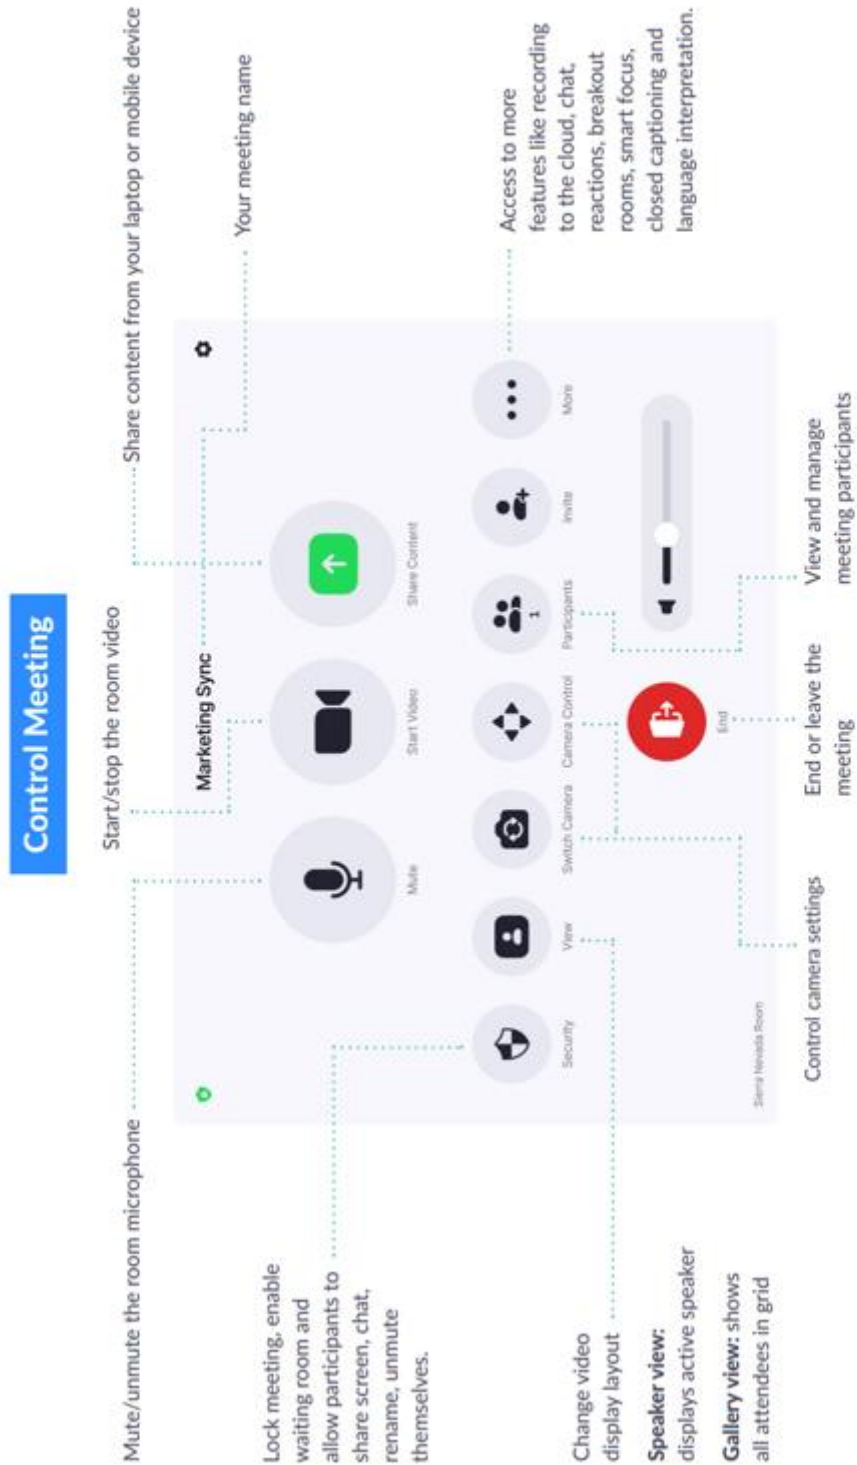 Control Meeting
Mute/unmute the room microphone
Start/stop the room video
Share content from your laptop or mobile device
Your meeting name
Marketing Sync
Mute
Start Video
Share Content
Lock meeting, enable
waiting room and
allow participants to
share screen, chat,
rename, unmute
themselves.
Access to more
features like recording
to the cloud, chat,
reactions, breakout
rooms, smart focus,
closed captioning and
language interpretation.
1
Security
View
Switch Camera
Camera Control
Participants
Invite
More
Change video
display layout
Speaker view:
displays active speaker
Gallery view: shows
all attendees in grid
End
Sierra Nevada Room
Control camera settings
End or leave the
meeting
View and manage
meeting participants